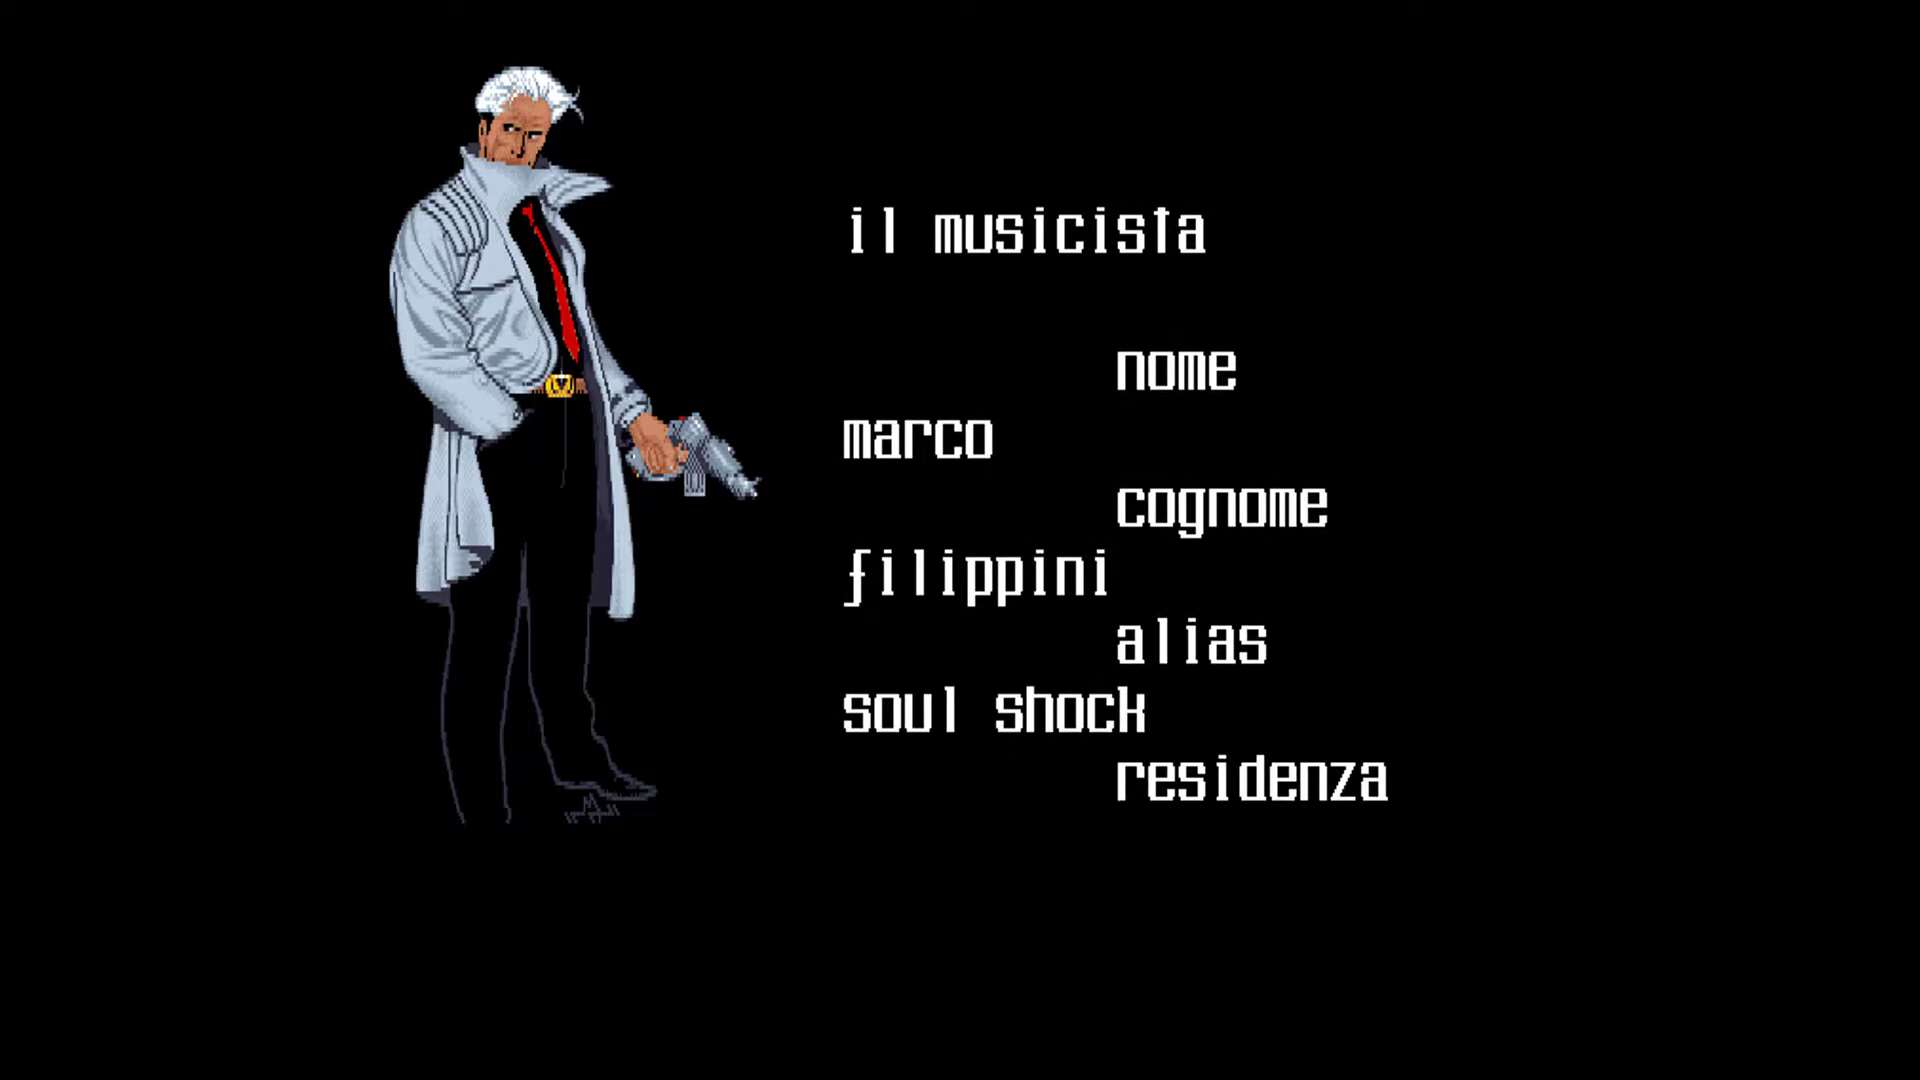 il musicista
nome
marco
cognome
filippini
alias
soul shock
residenza